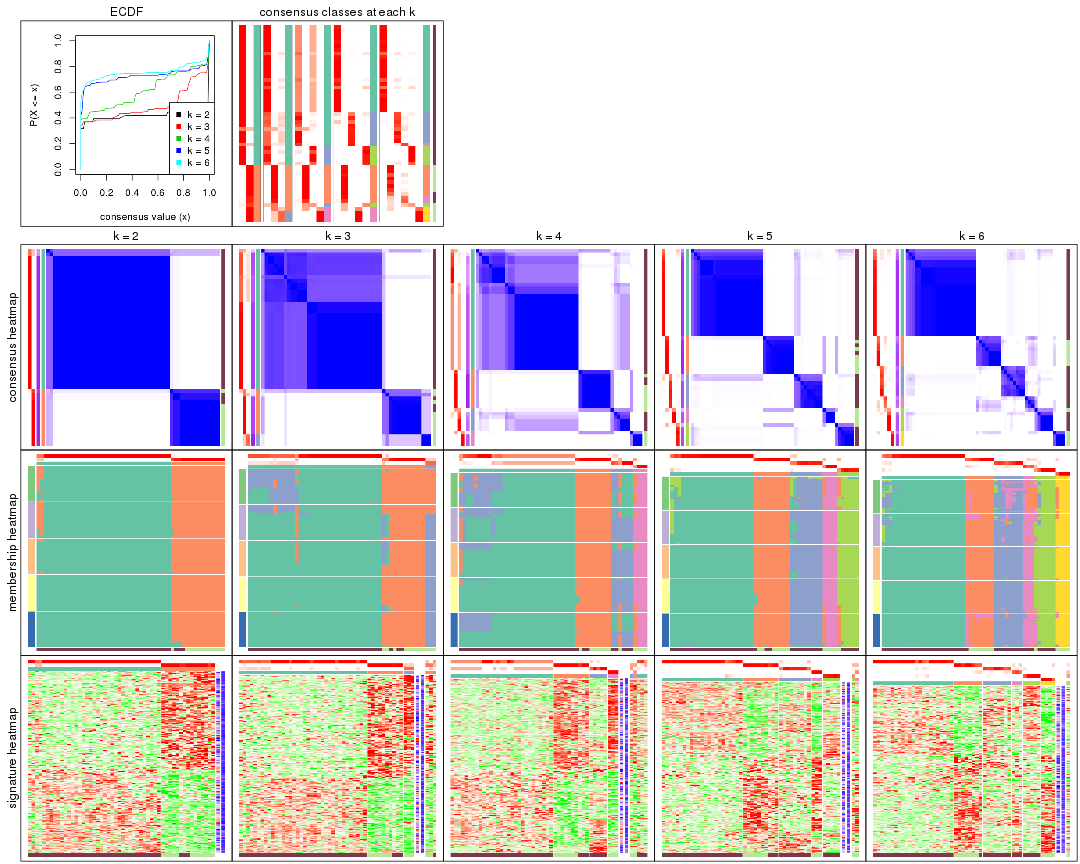 ECDF
consensus classes at each k
P(X <= x)
0.0
0.2
0.4
0.6
0.8
1.0
k = 2
k = 3
k = 4
k = 5
k = 6
0.0 0.2 0.4 0.6 0.8 1.0
consensus value (x)
k = 2
k = 3
k = 4
k = 5
k = 6
consensus heatmap
membership heatmap
signature heatmap